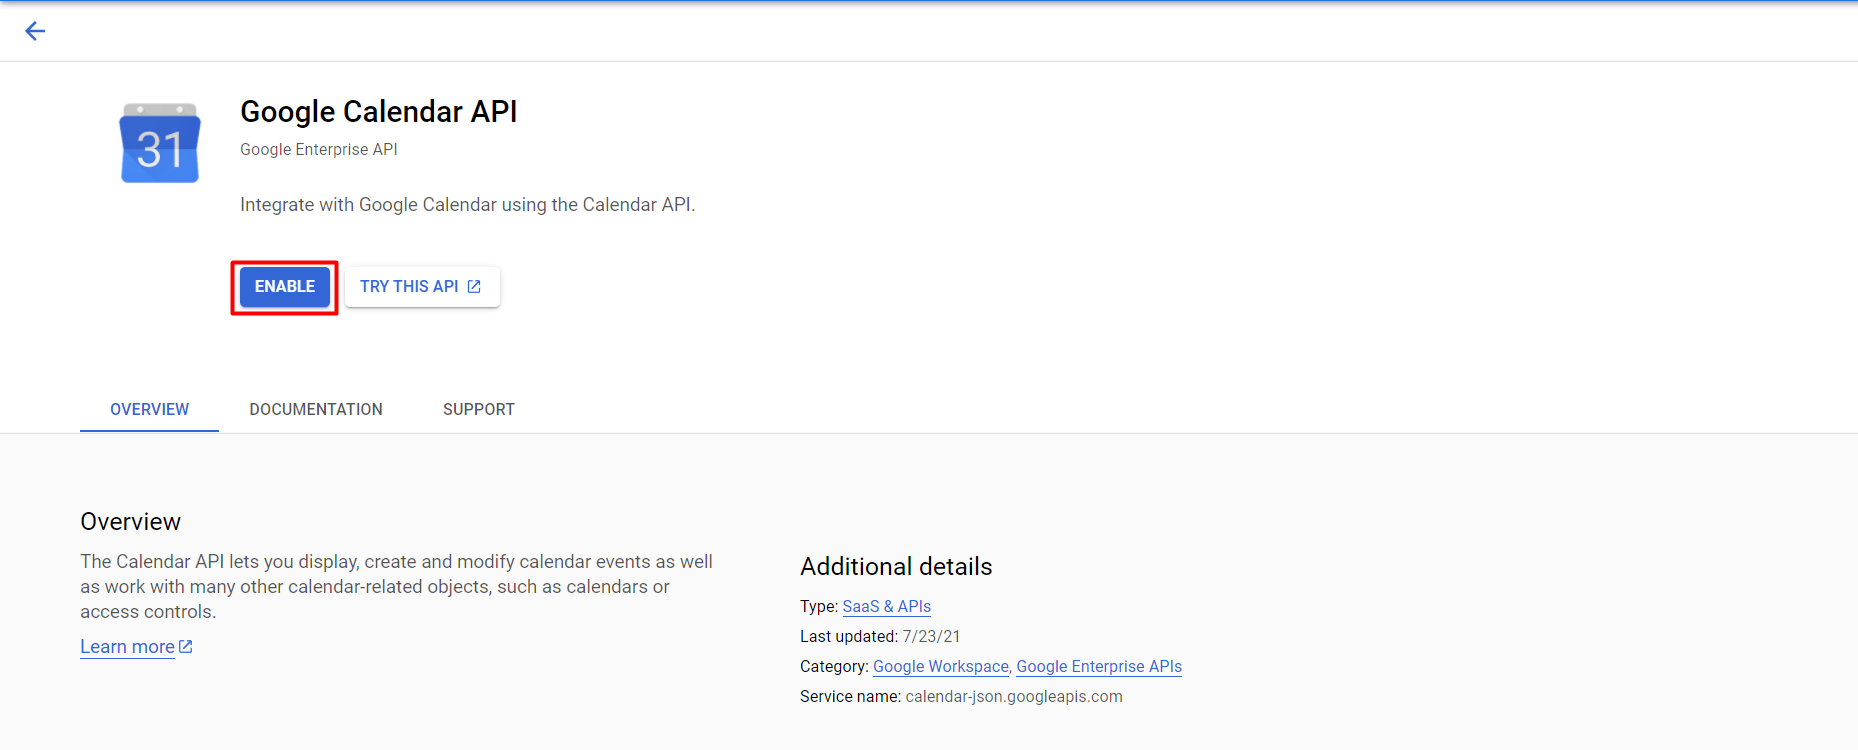 31
Google Calendar API
Google Enterprise API
Integrate with Google Calendar using the Calendar API.
ENABLE TRY THIS API
OVERVIEW DOCUMENTATION SUPPORT
Overview
The Calendar API lets you display, create and modify calendar events as well
as work with many other calendar-related objects, such as calendars or
access controls.
Learn more
Additional details
Type: SaaS & APIs
Last updated: 7/23/21
Category: Google Workspace, Google Enterprise APIs
Service name: calendar-json.googleapis.com